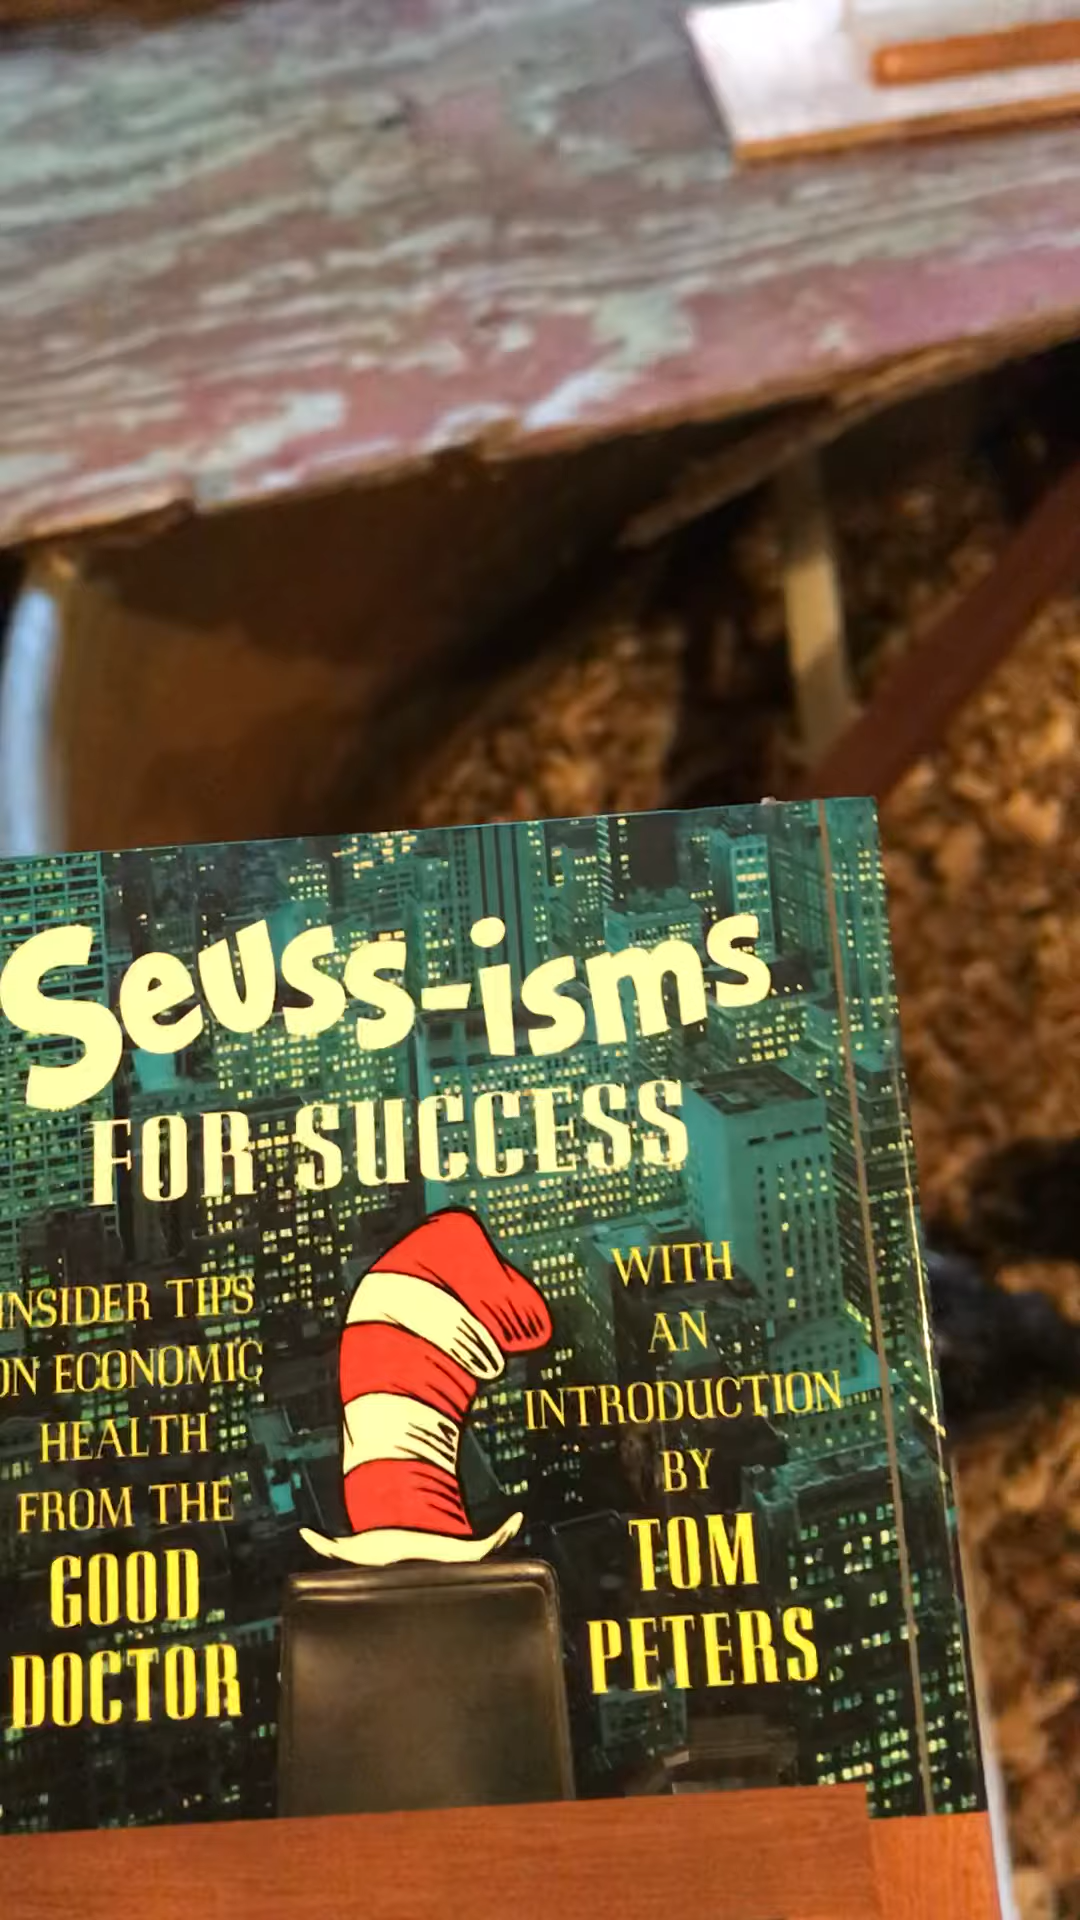 Seuss-isms
FOR SUCCESS
INSIDER TIPS
ON ECONOMIC
HEALTH
FROM THE
GOOD
DOCTOR
WITH
AN
INTRODUCTION
BY
TOM
PETERS